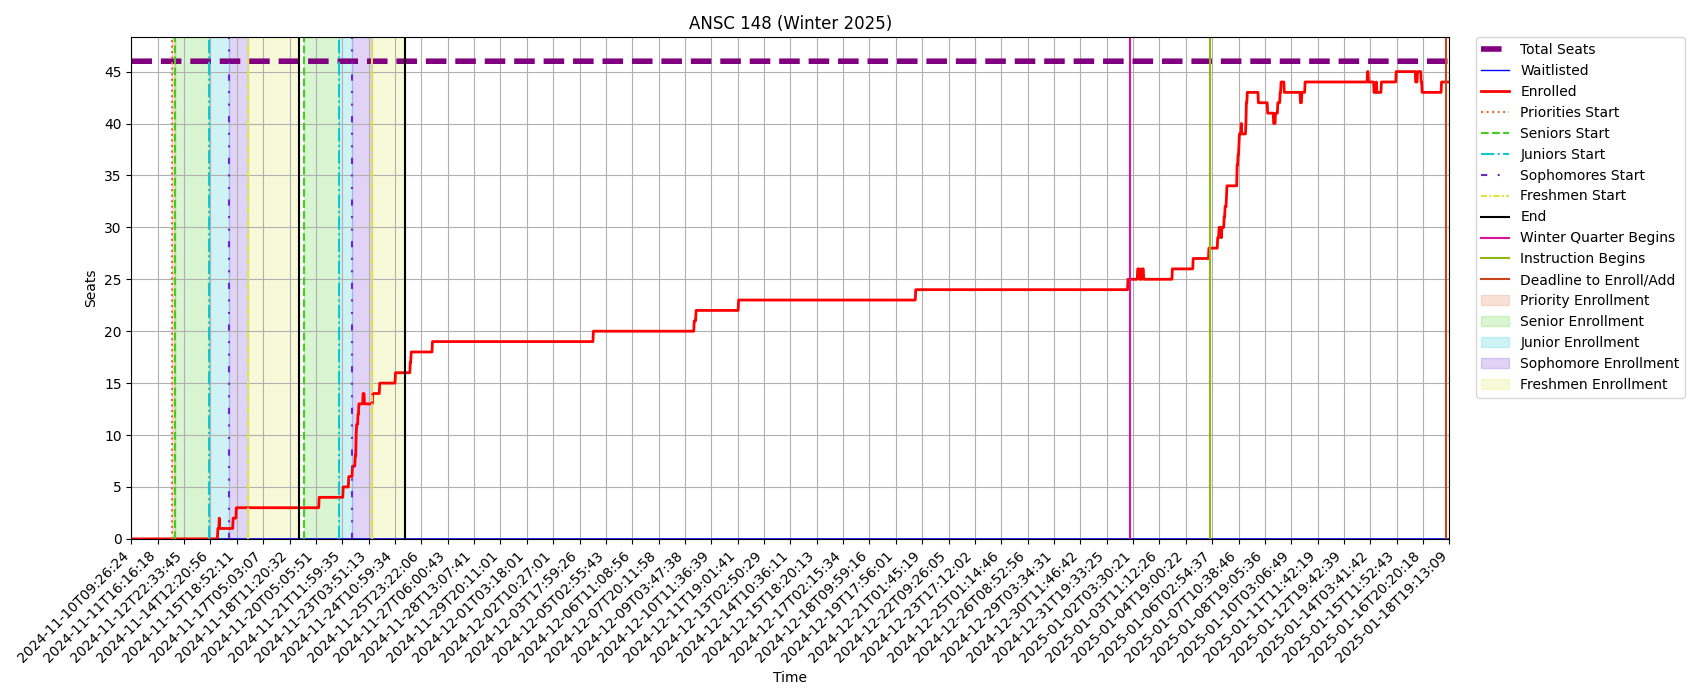 ANSC 148 (Winter 2025)
Seats
45
40
35
30
25
20
15
10
5
0
2024-11-10T09:26:24
2024-11-11T16:16:18
2024-11-12T22:33:45
2024-11-14T12:20:56
2024-11-15T18:52:11
2024-11-17T05:03:07
2024-11-18T11:20:32
2024-11-20T05:05:51
2024-11-21T11:59:35
2024-11-23T03:51:13
2024-11-24T10:59:34
2024-11-25T23:22:06
2024-11-27T06:00:43
2024-11-28T13:07:41
2024-11-29T20:11:01
2024-12-01T03:18:01
2024-12-02T10:27:01
2024-12-03T17:59:26
2024-12-05T02:55:43
2024-12-06T11:08:56
2024-12-07T20:11:58
2024-12-09T03:47:38
2024-12-10T11:36:39
2024-12-11T19:01:41
2024-12-13T02:50:29
2024-12-14T10:36:11
2024-12-15T18:20:13
2024-12-17T02:15:34
2024-12-18T09:59:16
2024-12-19T17:56:01
2024-12-21T01:45:19
2024-12-22T09:26:05
2024-12-23T17:12:02
2024-12-25T01:14:46
2024-12-26T08:52:56
2024-12-29T03:34:31
2024-12-30T11:46:42
2024-12-31T19:33:25
2025-01-02T03:30:21
2025-01-03T11:12:26
2025-01-04T19:00:22
2025-01-06T02:54:37
2025-01-07T10:38:46
2025-01-08T19:05:36
2025-01-10T03:06:49
2025-01-11T11:42:19
2025-01-12T19:42:39
2025-01-14T03:41:42
2025-01-15T11:52:43
2025-01-16T20:20:18
2025-01-18T19:13:09
Time
Total Seats
Waitlisted
Enrolled
Priorities Start
Seniors Start
Juniors Start
Sophomores Start
Freshmen Start
End
Winter Quarter Begins
Instruction Begins
Deadline to Enroll/Add
Priority Enrollment
Senior Enrollment
Junior Enrollment
Sophomore Enrollment
Freshmen Enrollment